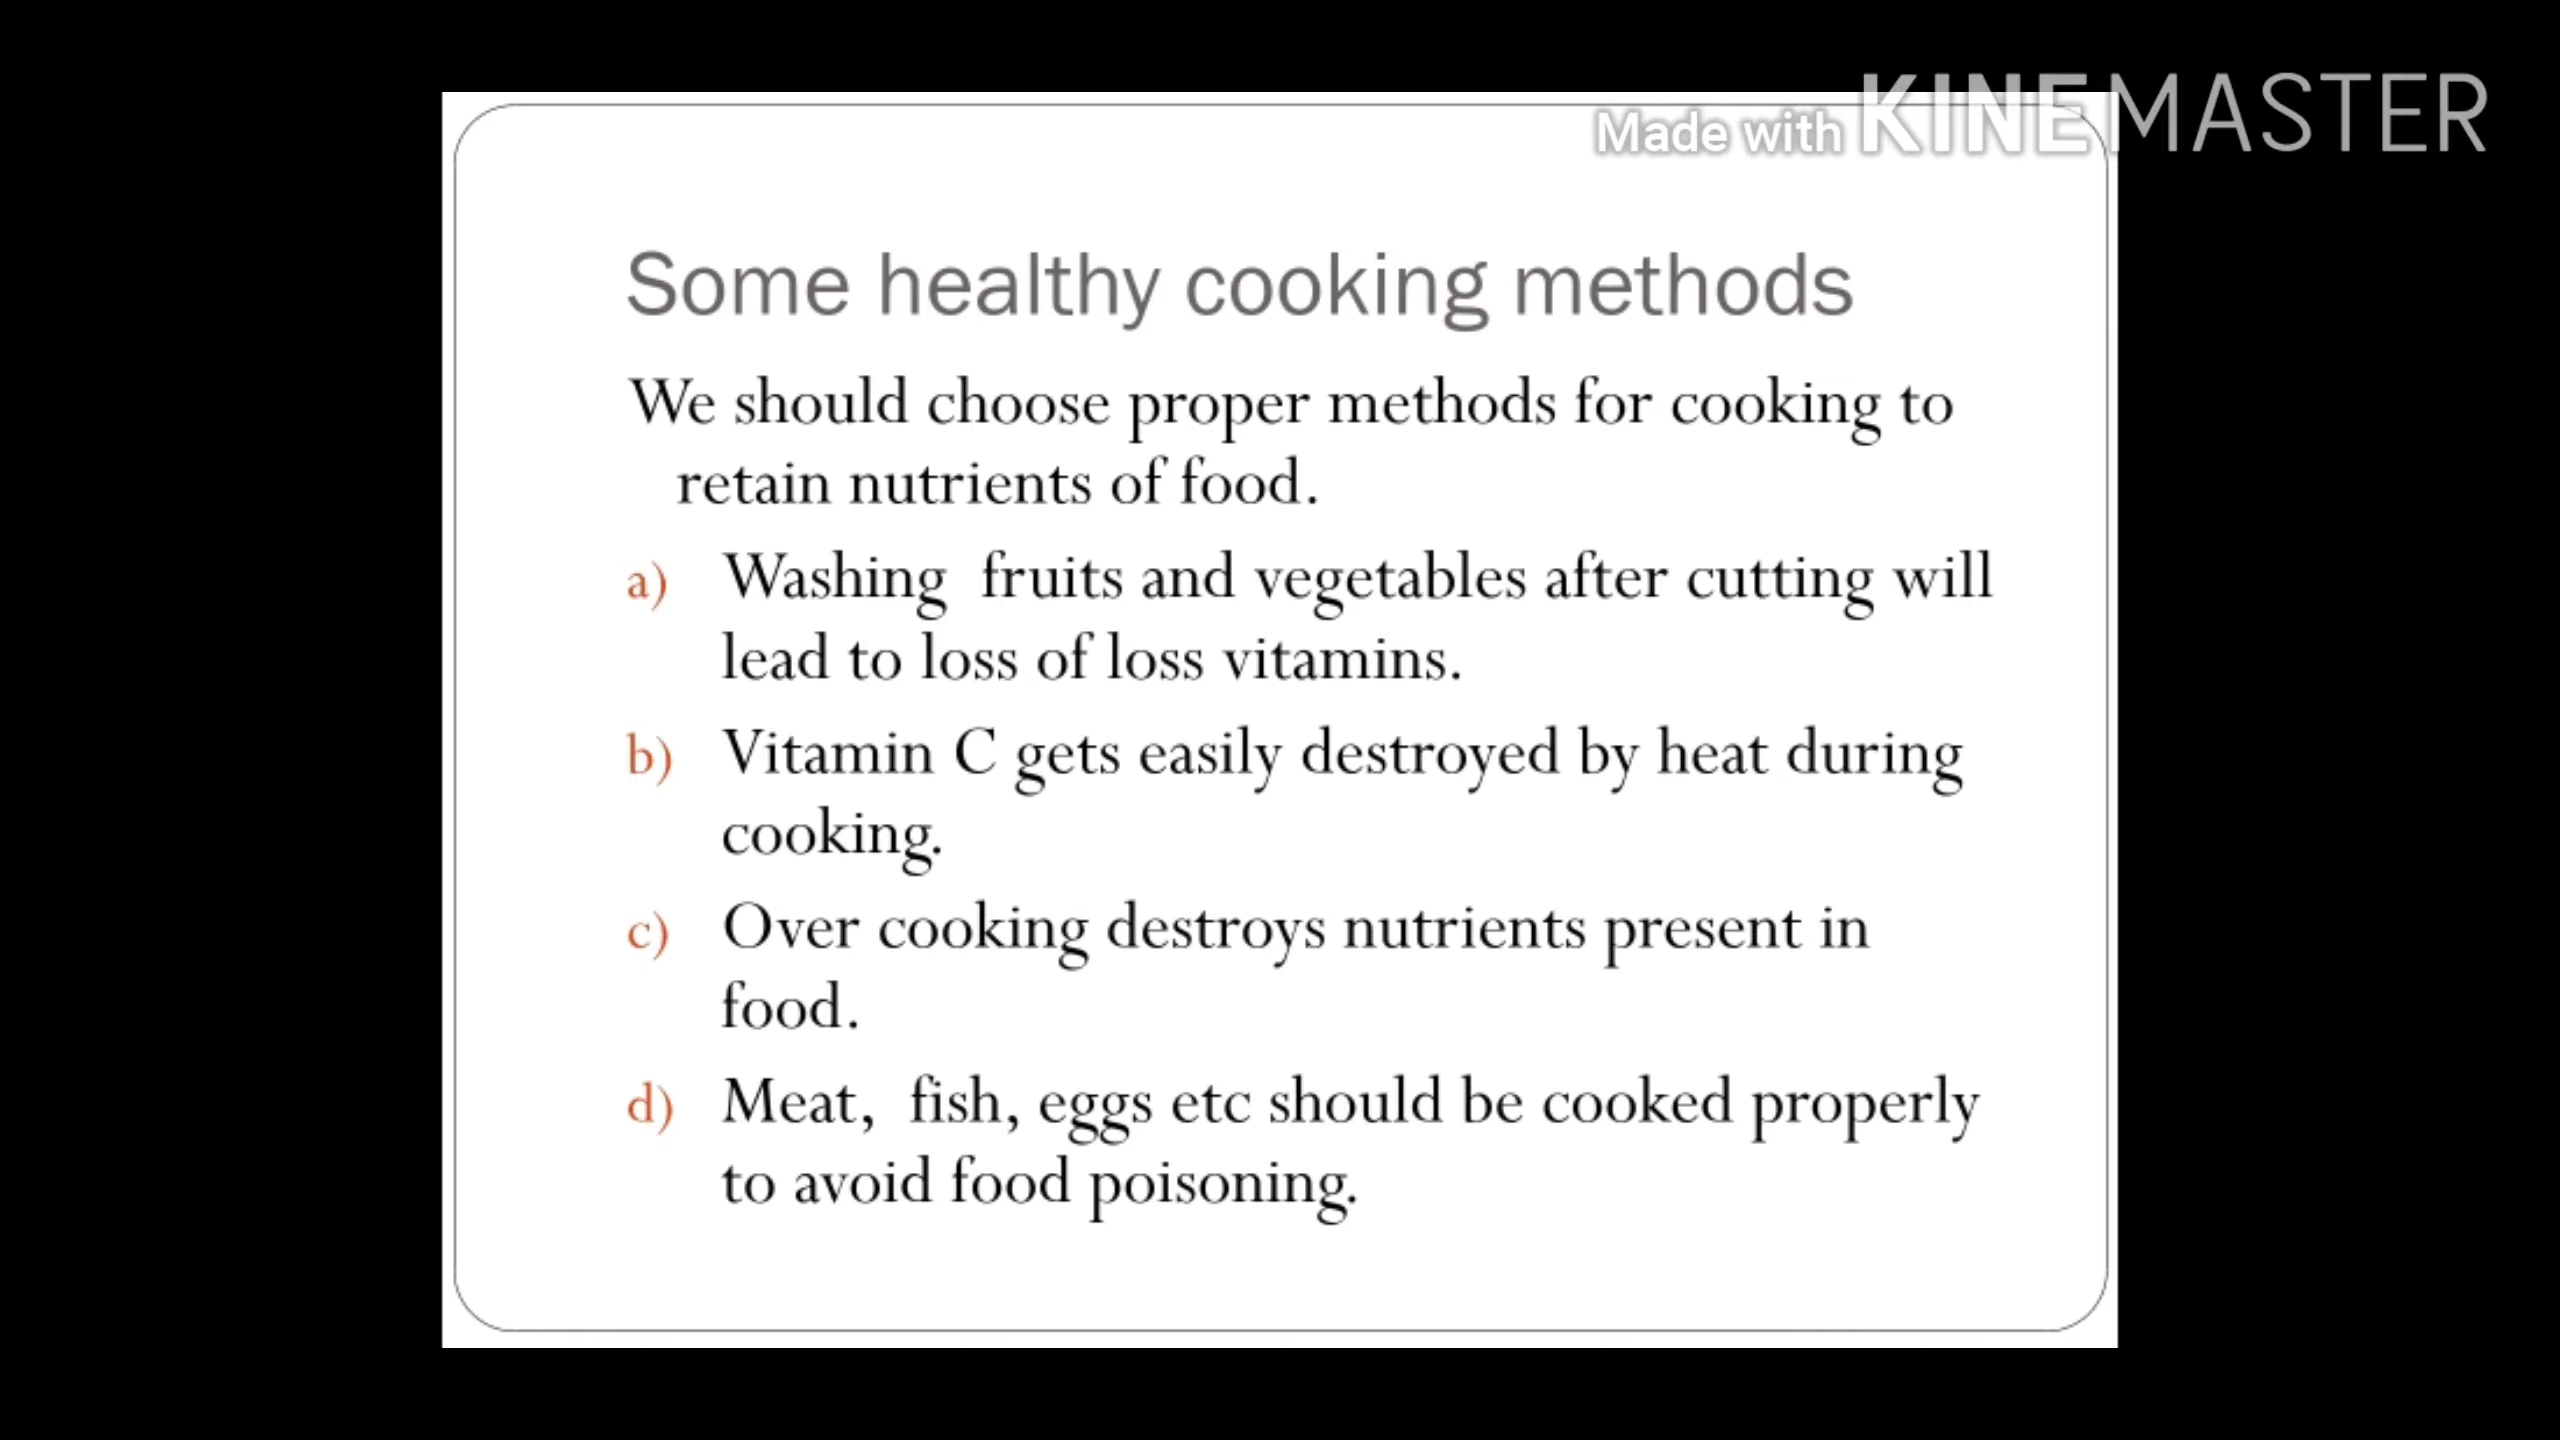 Made with KINEMASTER
Some healthy cooking methods
We should choose proper methods for cooking to
retain nutrients of food.
a) Washing fruits and vegetables after cutting will
lead to loss of loss vitamins.
b) Vitamin C gets easily destroyed by heat during
cooking.
c) Over cooking destroys nutrients present in
food.
d) Meat, fish, eggs etc should be cooked properly
to avoid food poisoning.